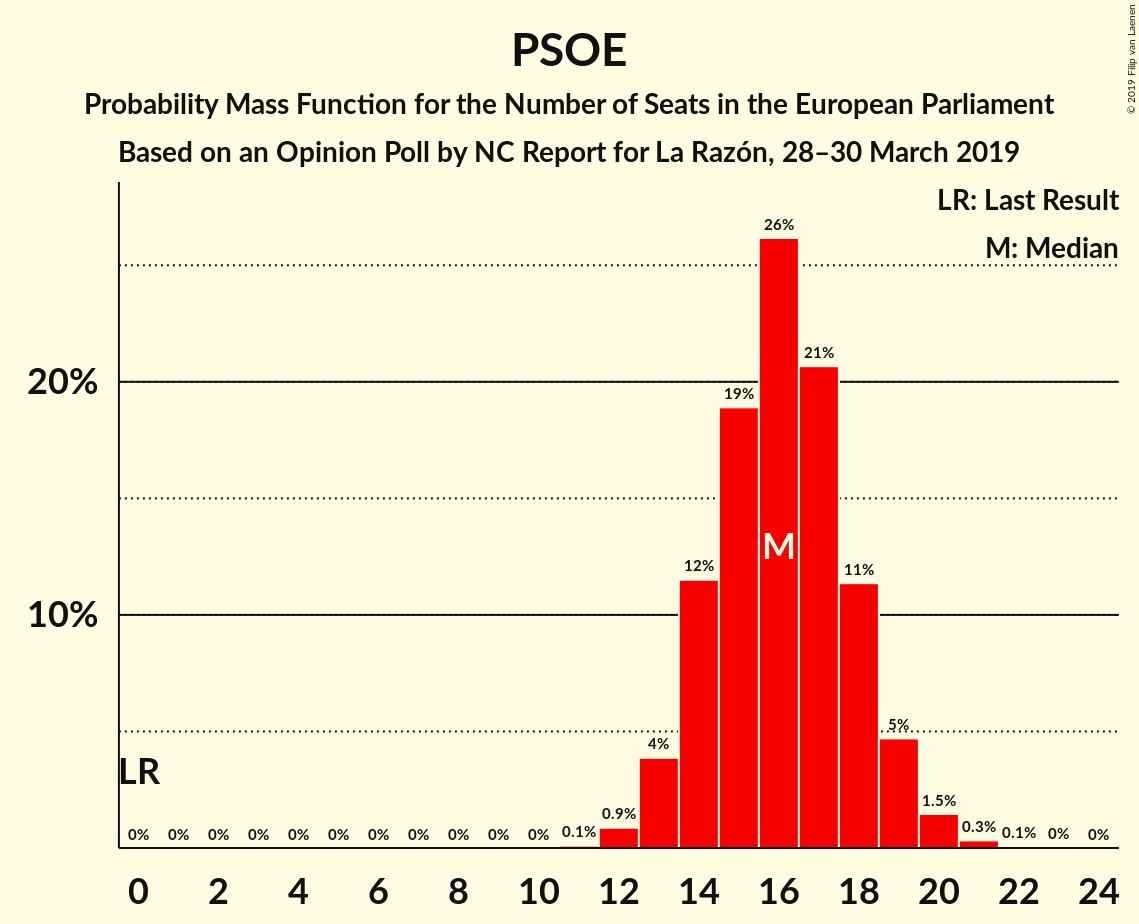 PSOE
Probability Mass Function for the Number of Seats in the European Parliament
Based on an Opinion Poll by NC Report for La Razón, 28–30 March 2019
© 2019 Filip van Laenen
LR: Last Result
M: Median
20%
10%
26%
21%
19%
12%
11%
M
5%
4%
LR
1.5%
0.9%
0.3%
0.1%
0.1%
0% 0% 0% 0% 0% 0% 0% 0% 0% 0% 0% 0% 0%
0 2 4 6 8 10 12 14 16 18 20 22 24